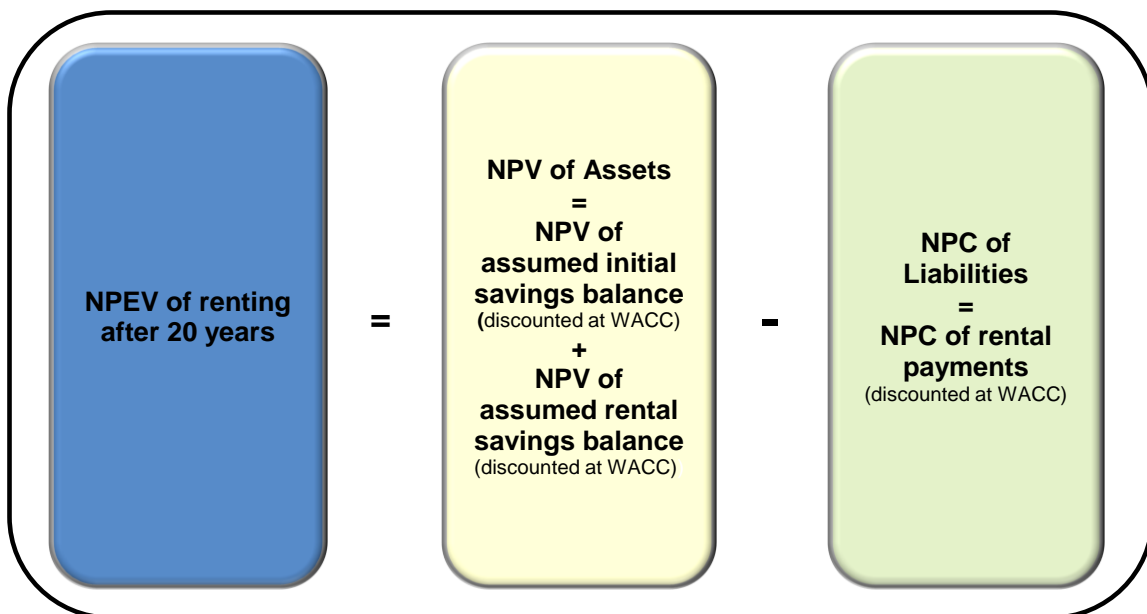 NPEV of renting
after 20 years
=
NPV of Assets
=
NPV of
assumed initial
savings balance
(discounted at WACC)
+
NPV of
assumed rental
savings balance
(discounted at WACC)
-
NPC of
Liabilities
=
NPC of rental
payments
(discounted at WACC)